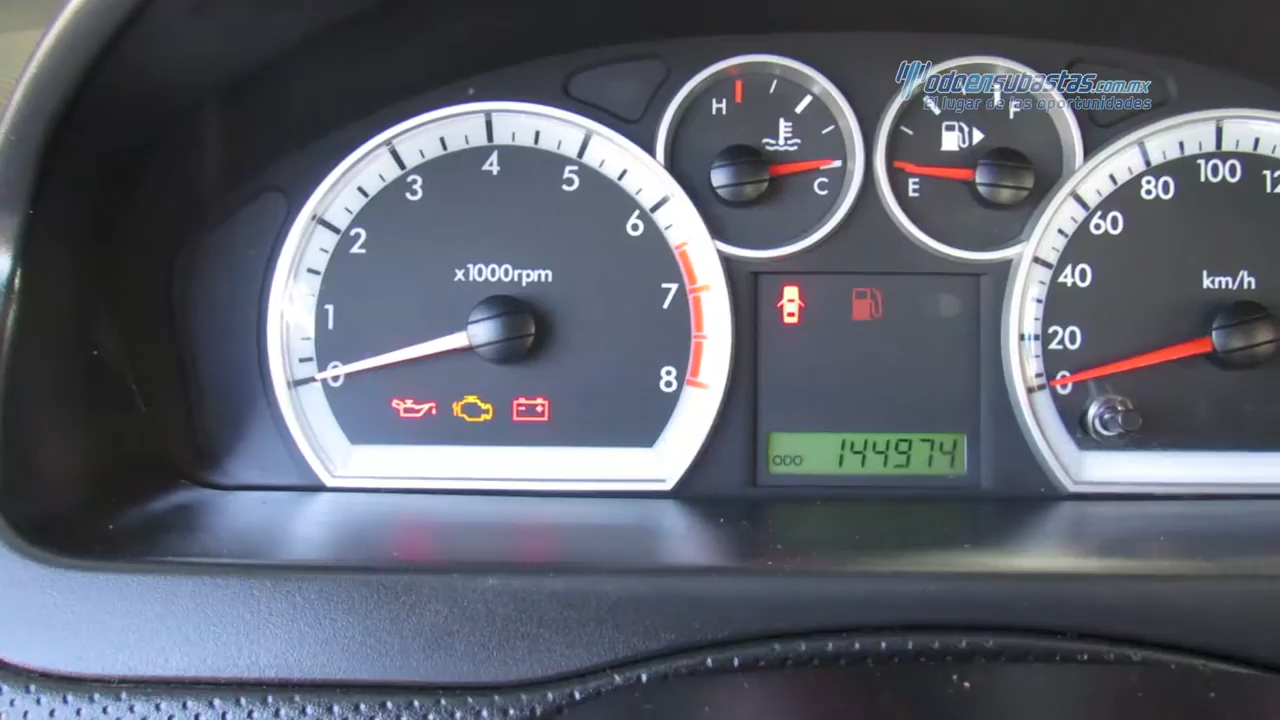 Modoensubastas.com.mx
El lugar de las oportunidades
H
C
E
F
0
1
2
3
4
5
6
7
8
x1000rpm
0
20
40
60
80
100
km/h
ODO 144974